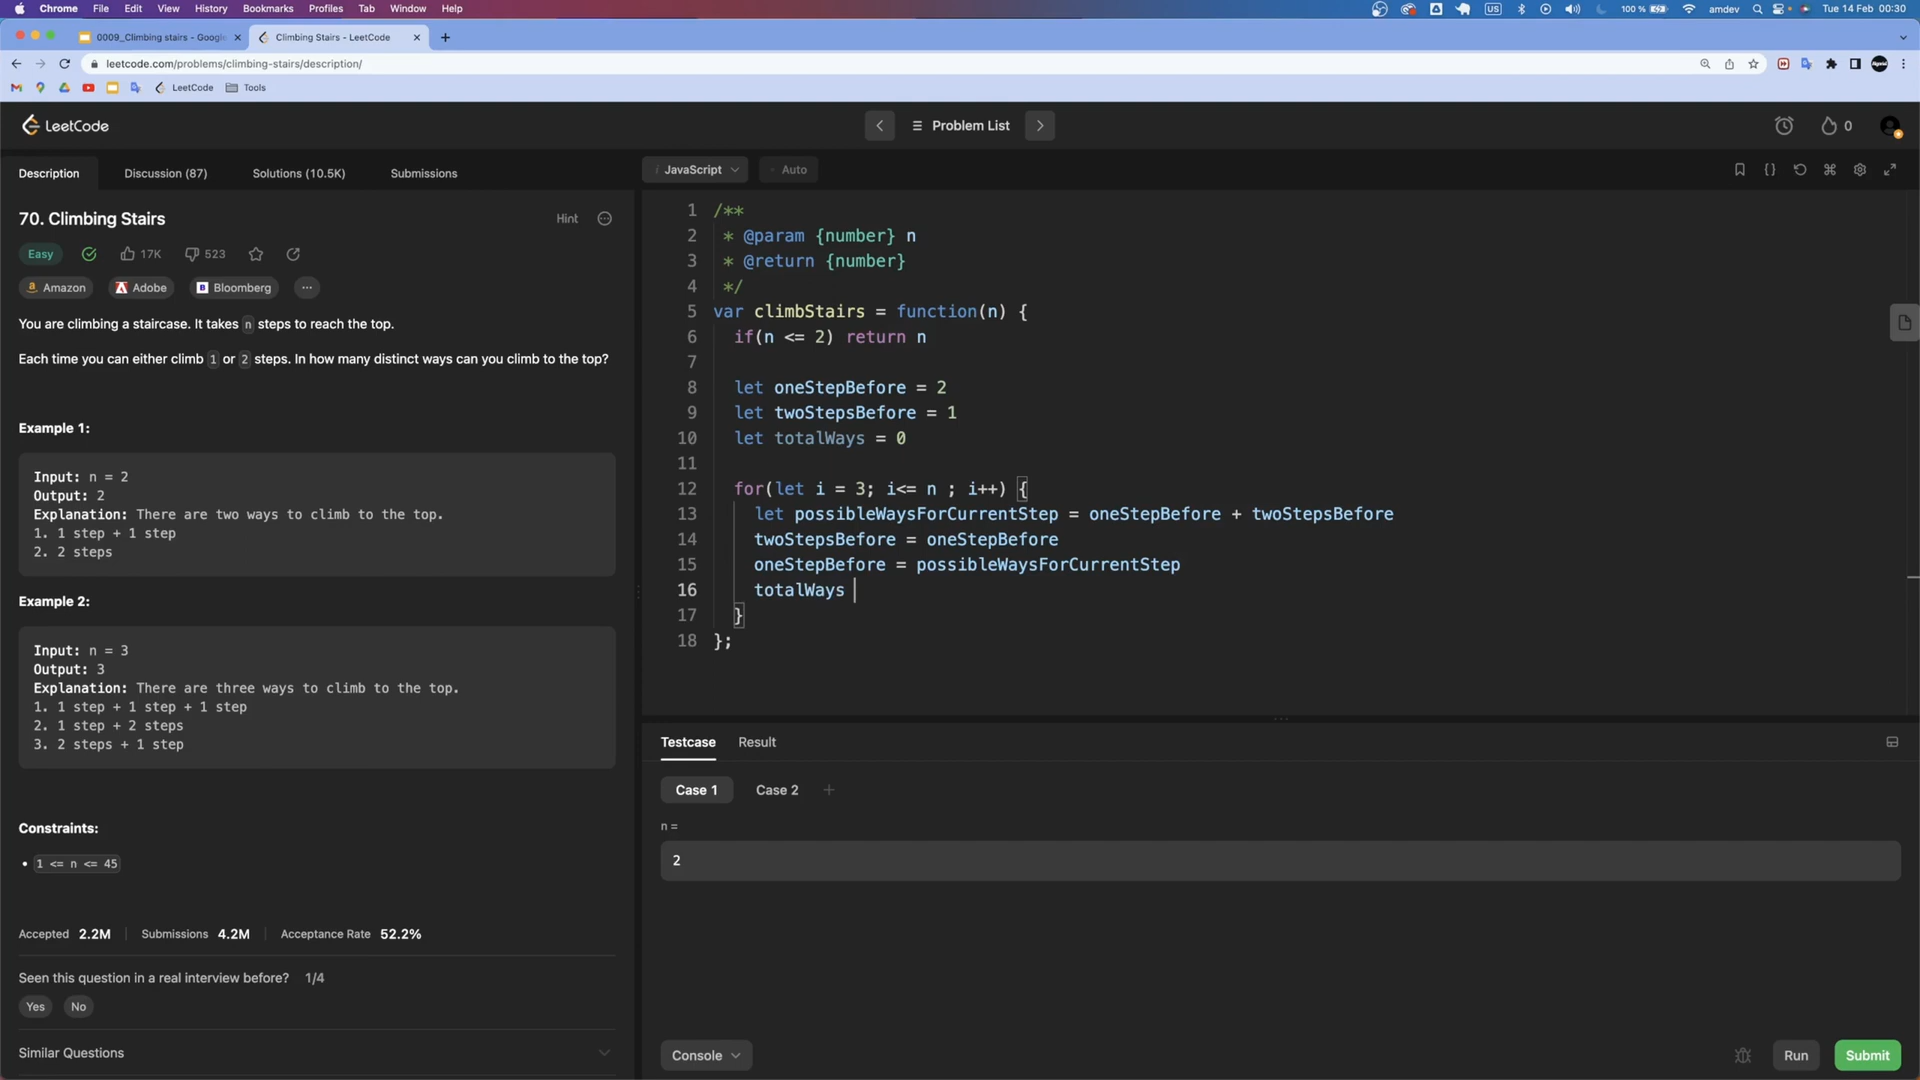 Chrome File Edit View History Bookmarks Profiles Tab Window Help
US 100 % amdev Tue 14 Feb 00:30
0009_Climbing stairs - Google
Climbing Stairs - LeetCode
leetcode.com/problems/climbing-stairs/description/
LeetCode Tools
LeetCode
Problem List
0
Description Discussion (87) Solutions (10.5K) Submissions
70. Climbing Stairs
Hint
Easy 17K 523
Amazon Adobe Bloomberg ...
You are climbing a staircase. It takes n steps to reach the top.
Each time you can either climb 1 or 2 steps. In how many distinct ways can you climb to the top?
Example 1:
Input: n = 2
Output: 2
Explanation: There are two ways to climb to the top.
1. 1 step + 1 step
2. 2 steps
Example 2:
Input: n = 3
Output: 3
Explanation: There are three ways to climb to the top.
1. 1 step + 1 step + 1 step
2. 1 step + 2 steps
3. 2 steps + 1 step
Constraints:
• 1 <= n <= 45
Accepted 2.2M Submissions 4.2M Acceptance Rate 52.2%
Seen this question in a real interview before? 1/4
Yes No
Similar Questions
i JavaScript • Auto
1 /**
2 * @param {number} n
3 * @return {number}
4 */
5 var climbStairs = function(n) {
6 if(n <= 2) return n
7
8 let oneStepBefore = 2
9 let twoStepsBefore = 1
10 let totalWays = 0
11
12 for(let i = 3; i<= n ; i++) {
13 let possibleWaysForCurrentStep = oneStepBefore + twoStepsBefore
14 twoStepsBefore = oneStepBefore
15 oneStepBefore = possibleWaysForCurrentStep
16 totalWays
17 }
18 };
Testcase Result
Case 1 Case 2 +
n =
2
Console
Run Submit